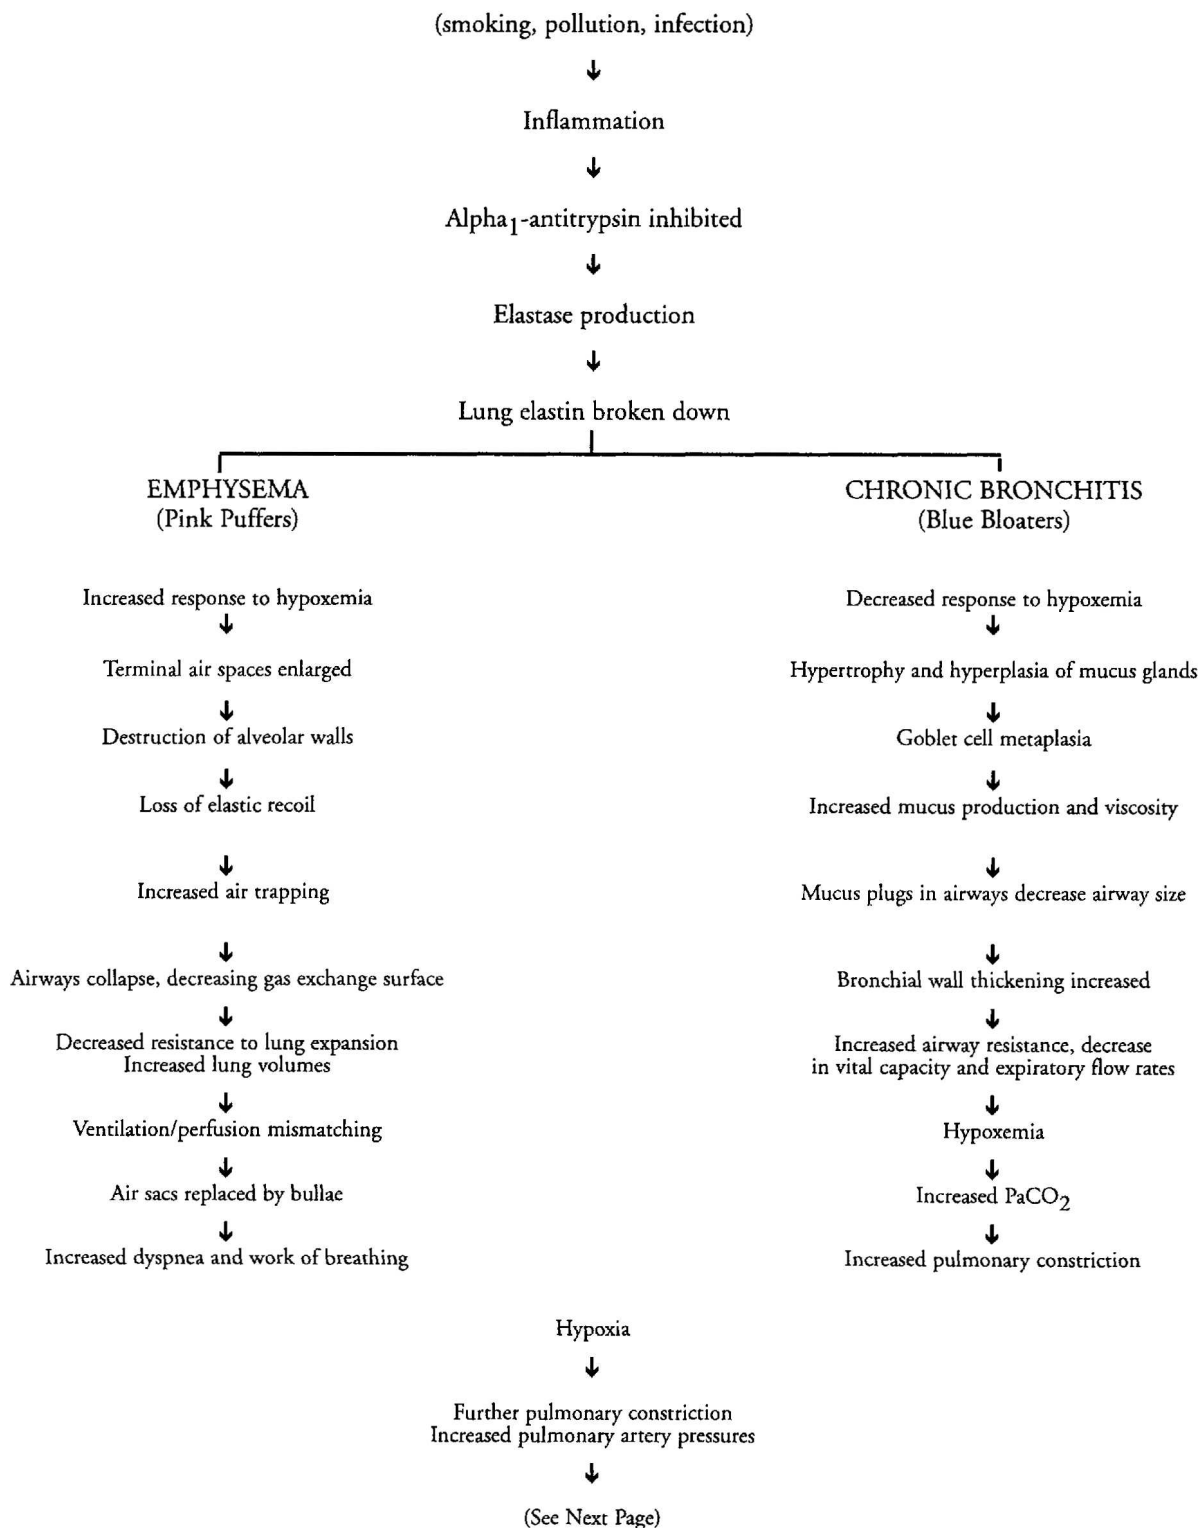 (smoking, pollution, infection)
↓
Inflammation
↓
Alpha1-antitrypsin inhibited
↓
Elastase production
↓
Lung elastin broken down
EMPHYSEMA
(Pink Puffers)
Increased response to hypoxemia
↓
Terminal air spaces enlarged
↓
Destruction of alveolar walls
↓
Loss of elastic recoil
↓
Increased air trapping
↓
Airways collapse, decreasing gas exchange surface
↓
Decreased resistance to lung expansion
Increased lung volumes
↓
Ventilation/perfusion mismatching
↓
Air sacs replaced by bullae
↓
Increased dyspnea and work of breathing
CHRONIC BRONCHITIS
(Blue Bloaters)
Decreased response to hypoxemia
↓
Hypertrophy and hyperplasia of mucus glands
↓
Goblet cell metaplasia
↓
Increased mucus production and viscosity
↓
Mucus plugs in airways decrease airway size
↓
Bronchial wall thickening increased
↓
Increased airway resistance, decrease
in vital capacity and expiratory flow rates
↓
Hypoxemia
↓
Increased PaCO2
↓
Increased pulmonary constriction
Hypoxia
↓
Further pulmonary constriction
Increased pulmonary artery pressures
↓
(See Next Page)